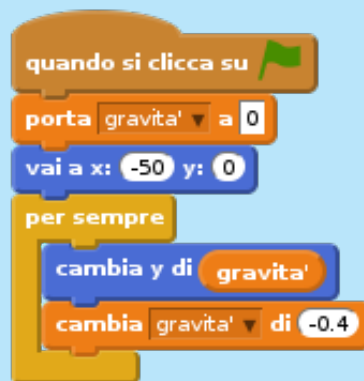 quando si clicca su
porta gravita' a 0
vai a x: -50 y: 0
per sempre
cambia y di gravita'
cambia gravita' di -0.4